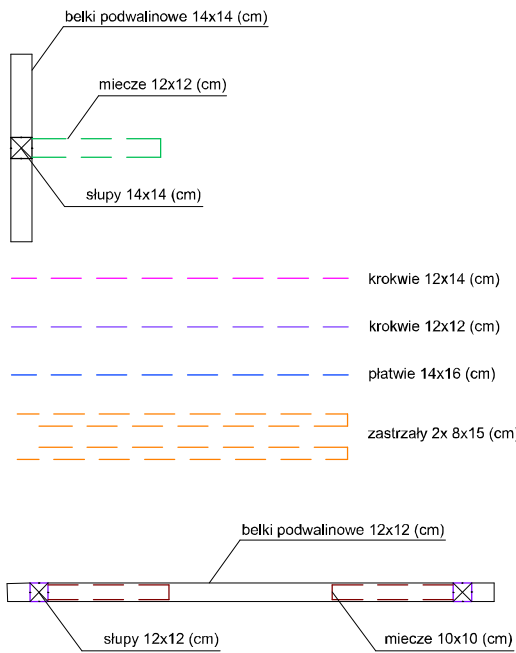 belki podwalinowe 14x14 (cm)
miecze 12x12 (cm)
słupy 14x14 (cm)
krokwie 12x14 (cm)
krokwie 12x12 (cm)
płatwie 14x16 (cm)
zastrzały 2x 8x15 (cm)
belki podwalinowe 12x12 (cm)
słupy 12x12 (cm)
miecze 10x10 (cm)